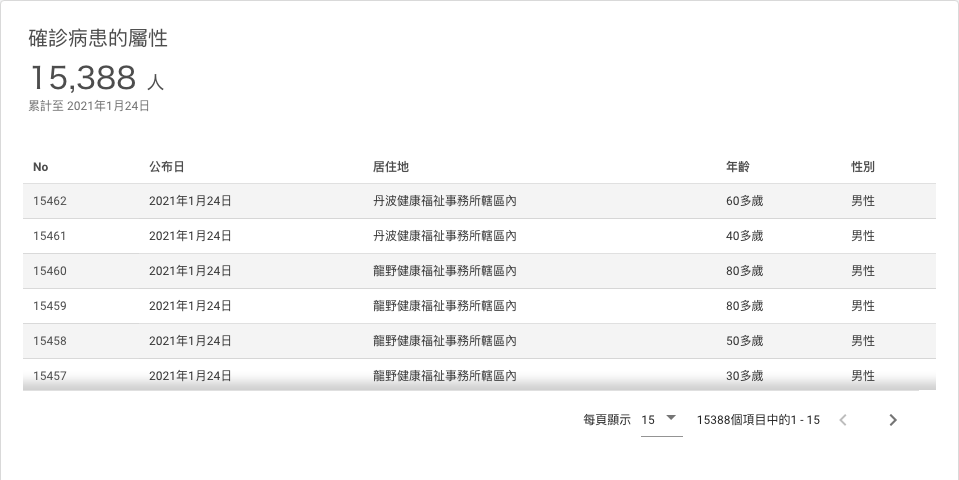 確診病患的屬性
15,388 人
累計至 2021年1月24日
No 公布日 居住地 年齡 性別
15462 2021年1月24日 丹波健康福祉事務所轄區內 60多歲 男性
15461 2021年1月24日 丹波健康福祉事務所轄區內 40多歲 男性
15460 2021年1月24日 龍野健康福祉事務所轄區內 80多歲 男性
15459 2021年1月24日 龍野健康福祉事務所轄區內 80多歲 男性
15458 2021年1月24日 龍野健康福祉事務所轄區內 50多歲 男性
15457 2021年1月24日 龍野健康福祉事務所轄區內 30多歲 男性
每頁顯示 15 15388個項目中的1 - 15